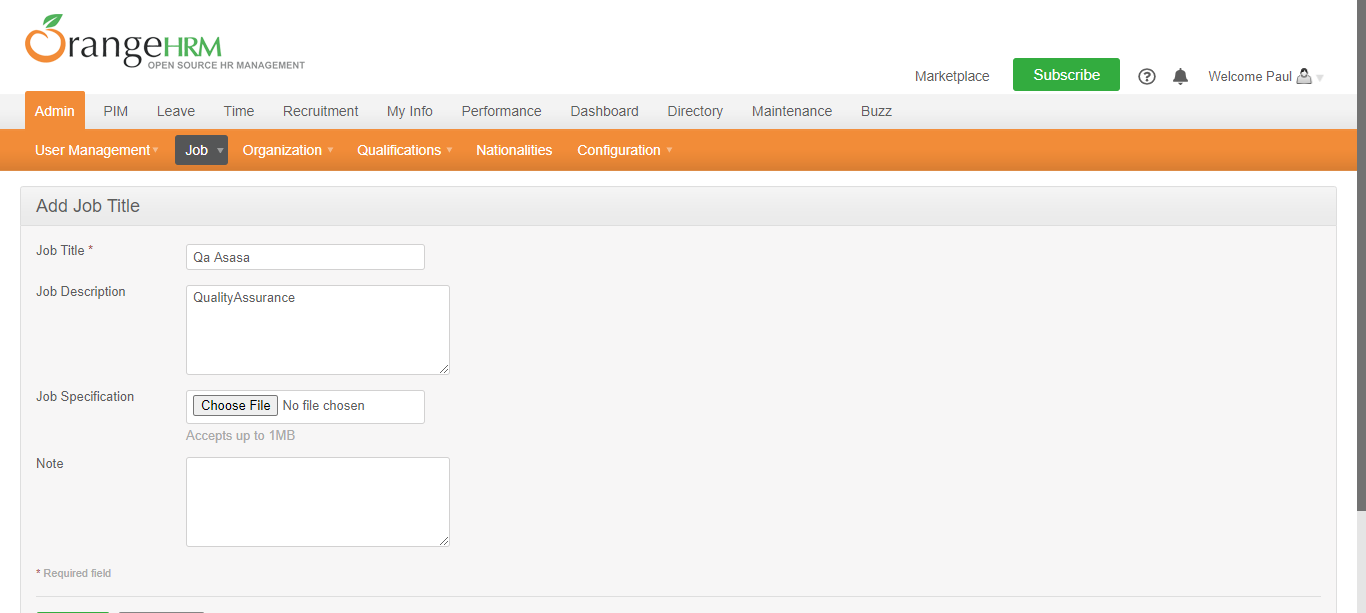 OrangeHRM
OPEN SOURCE HR MANAGEMENT
Marketplace Subscribe Welcome Paul
Admin PIM Leave Time Recruitment My Info Performance Dashboard Directory Maintenance Buzz
User Management Job Organization Qualifications Nationalities Configuration
Add Job Title
Job Title *
Qa Asasa
Job Description
QualityAssurance
Job Specification
Choose File No file chosen
Accepts up to 1MB
Note
* Required field